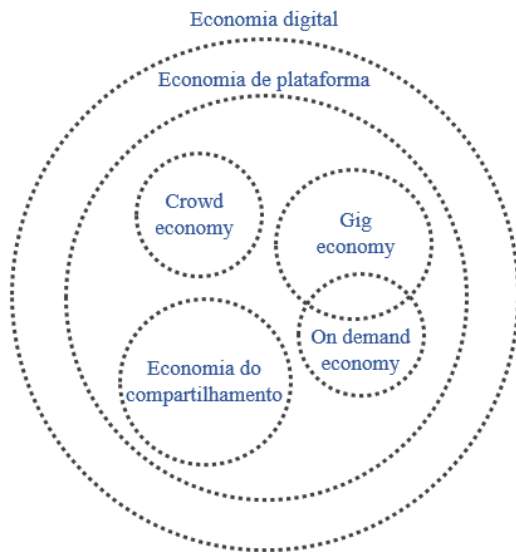 Economia digital
Economia de plataforma
Crowd
economy
Gig
economy
On demand
economy
Economia do
compartilhamento